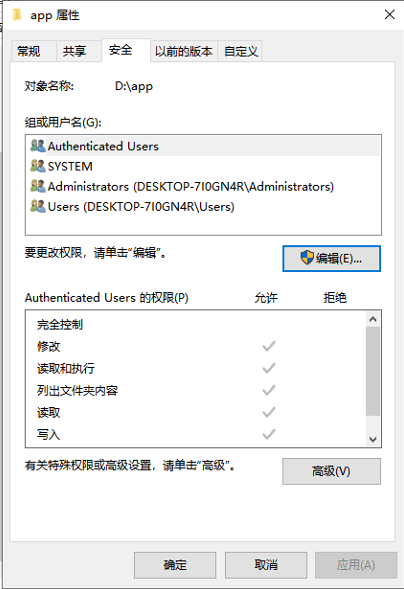 app 属性
常规 共享 安全 以前的版本 自定义
对象名称: D:\app
组或用户名(G):
Authenticated Users
SYSTEM
Administrators (DESKTOP-7I0GN4R\Administrators)
Users (DESKTOP-7I0GN4R\Users)
要更改权限，请单击“编辑”。 编辑(E)...
Authenticated Users 的权限(P) 允许 拒绝
完全控制
修改
读取和执行
列出文件夹内容
读取
写入
有关特殊权限或高级设置，请单击“高级”。 高级(V)
确定 取消 应用(A)